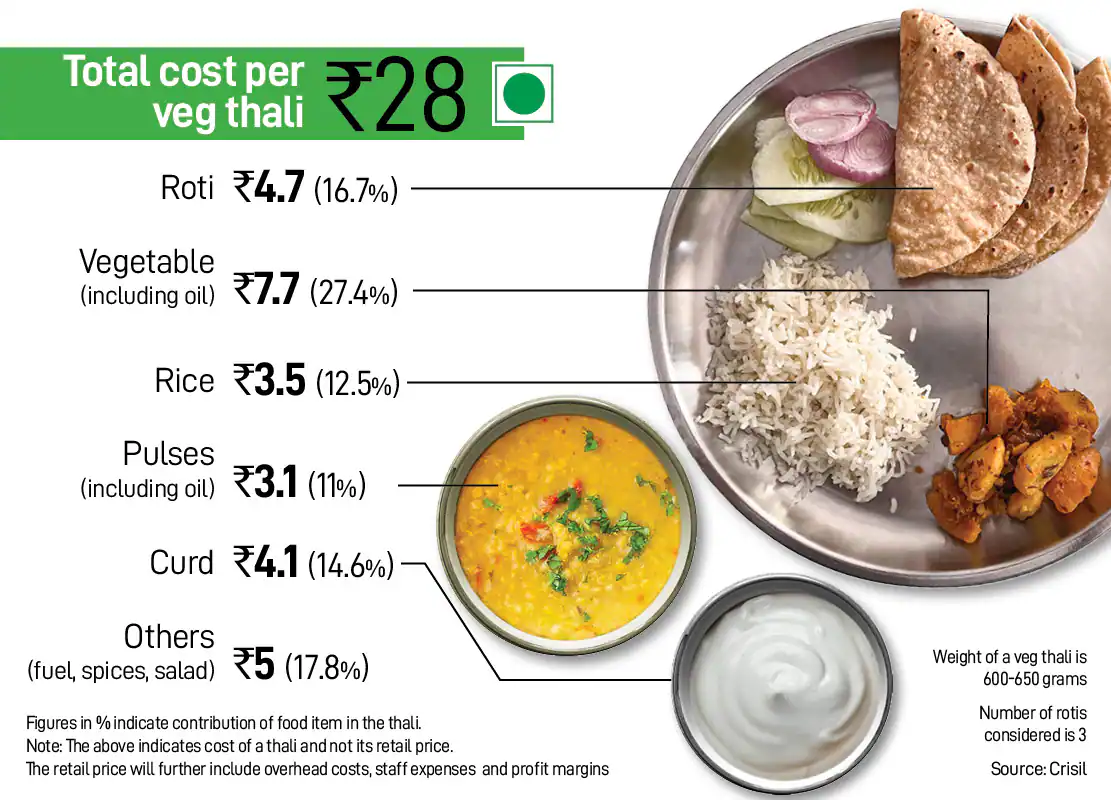 Total cost per
veg thali ₹28
Roti ₹4.7 (16.7%)
Vegetable
(including oil) ₹7.7 (27.4%)
Rice ₹3.5 (12.5%)
Pulses
(including oil) ₹3.1 (11%)
Curd ₹4.1 (14.6%)
Others
(fuel, spices, salad) ₹5 (17.8%)
Figures in % indicate contribution of food item in the thali.
Note: The above indicates cost of a thali and not its retail price.
The retail price will further include overhead costs, staff expenses and profit margins
Weight of a veg thali is
600-650 grams
Number of rotis
considered is 3
Source: Crisil